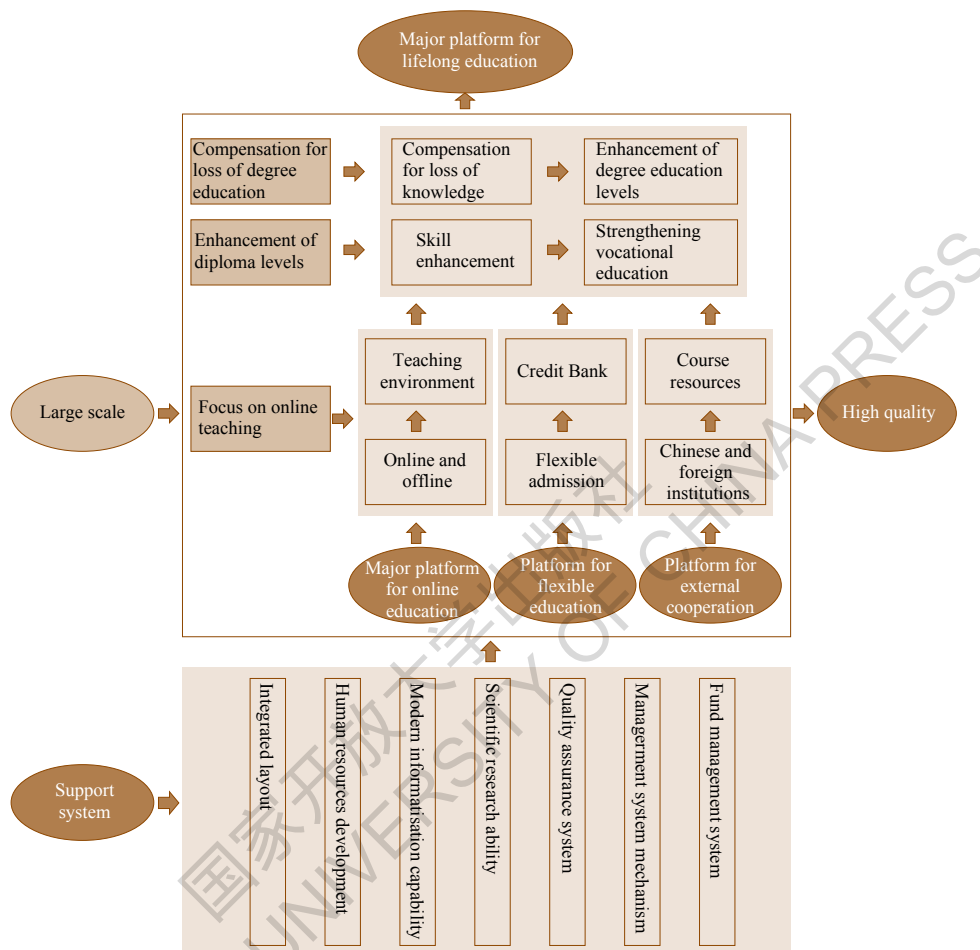 Major platform for
lifelong education
Compensation for
loss of degree
education
Compensation
for loss of
knowledge
Enhancement of
degree education
levels
Enhancement of
diploma levels
Skill
enhancement
Strengthening
vocational
education
Large scale
Focus on online
teaching
Teaching
environment
Credit Bank
Course
resources
High quality
Online and
offline
Flexible
admission
Chinese and
foreign
institutions
Major platform
for online
education
Platform for
flexible
education
Platform for
external
cooperation
Support
system
Integrated layout
Human resources development
Modern informatisation capability
Scientific research ability
Quality assurance system
Managerment system mechanism
Fund management system
国家开放大学出版社
UNIVERSITY OF CHINA PRESS